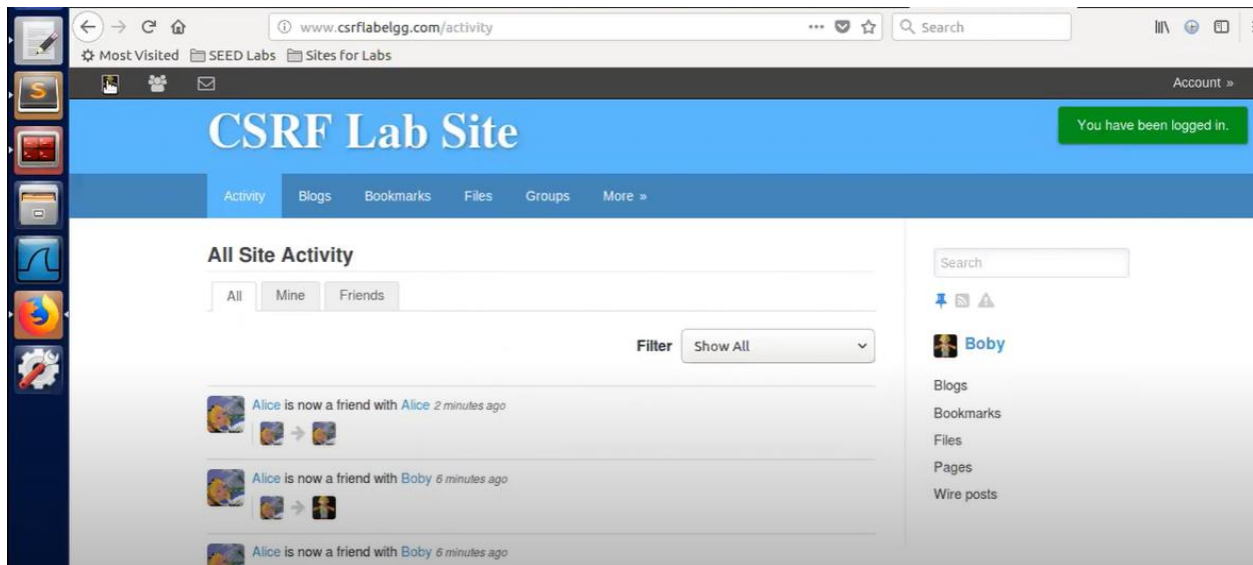 www.csrflabelgg.com/activity
Search
Most Visited SEED Labs Sites for Labs
Account »
CSRF Lab Site
You have been logged in.
Activity Blogs Bookmarks Files Groups More »
All Site Activity
Search
All Mine Friends
Filter Show All
Boby
Blogs
Bookmarks
Files
Pages
Wire posts
Alice is now a friend with Alice 2 minutes ago
Alice is now a friend with Boby 6 minutes ago
Alice is now a friend with Boby 6 minutes ago